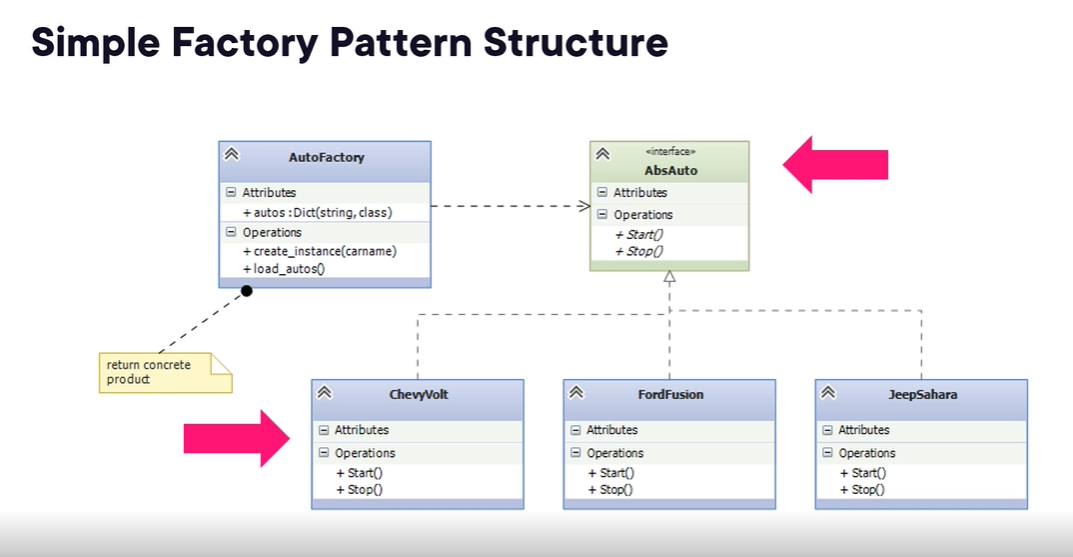 Simple Factory Pattern Structure
AutoFactory
Attributes
+ autos :Dict(string, class)
Operations
+ create_instance(carname)
+ load_autos()
«interface»
AbsAuto
Attributes
Operations
+ Start()
+ Stop()
return concrete
product
ChevyVolt
Attributes
Operations
+ Start()
+ Stop()
FordFusion
Attributes
Operations
+ Start()
+ Stop()
JeepSahara
Attributes
Operations
+ Start()
+ Stop()